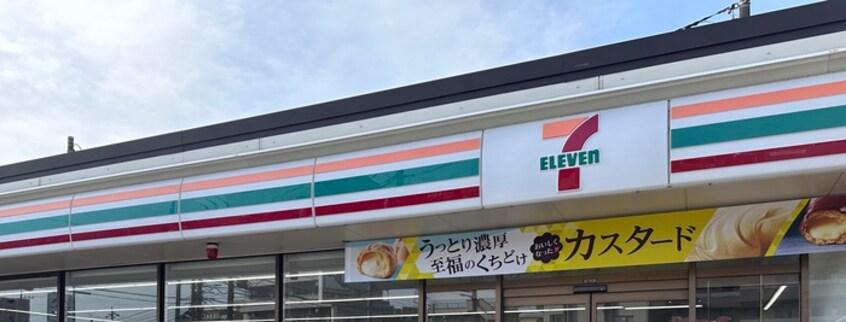 7
ELEVEn
うっとり濃厚
至福のくちどけ
おいしく
なった
カスタード